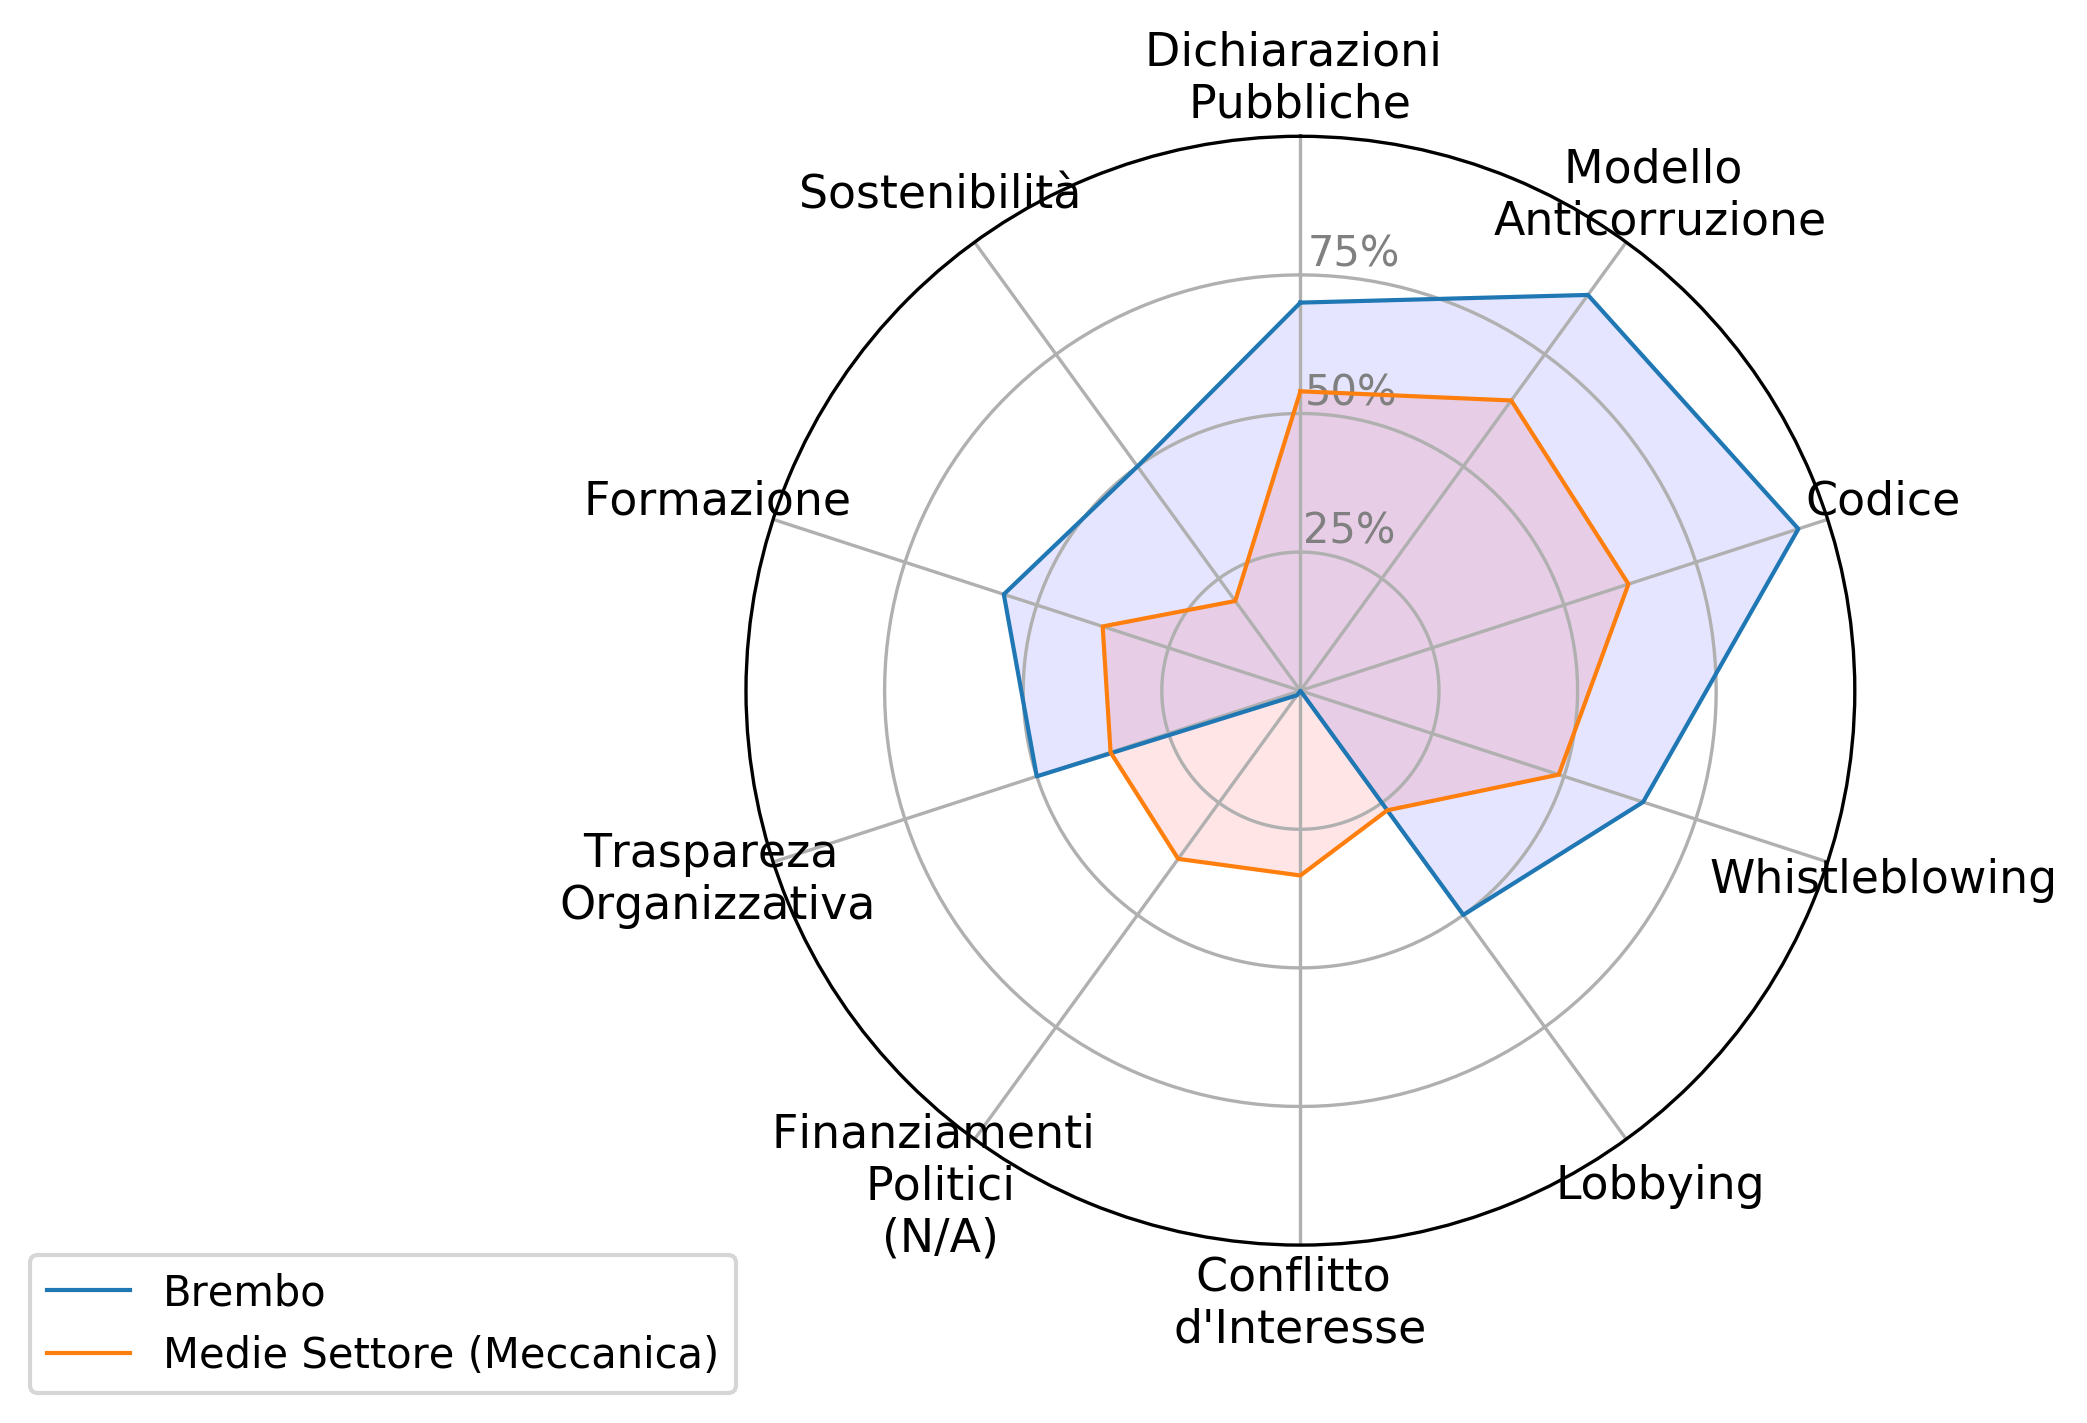 Dichiarazioni
Pubbliche
Modello
Anticorruzione
Sostenibilità
75%
50%
25%
Formazione
Codice
Traspareza
Organizzativa
Whistleblowing
Finanziamenti
Politici
(N/A)
Lobbying
Conflitto
d'Interesse
Brembo
Medie Settore (Meccanica)